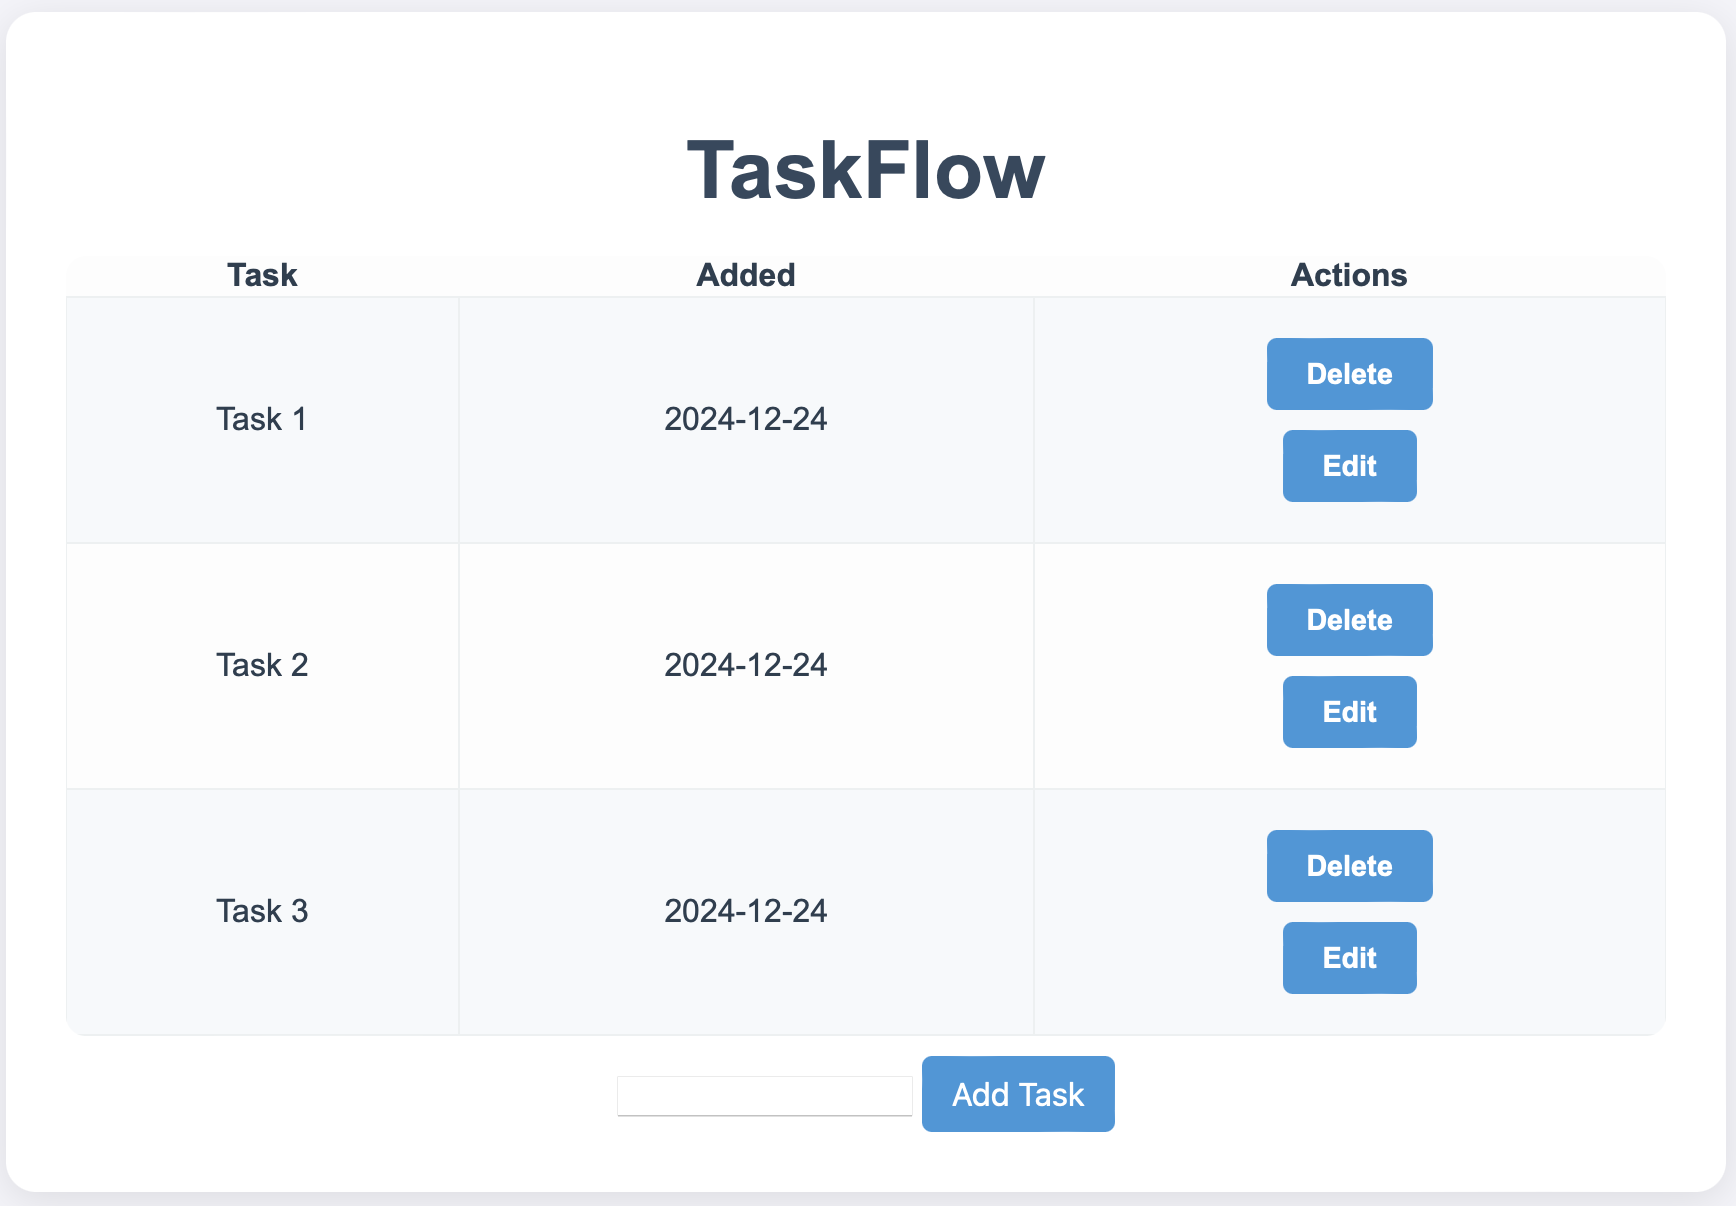 TaskFlow
Task Added Actions
Task 1 2024-12-24 Delete
Edit
Task 2 2024-12-24 Delete
Edit
Task 3 2024-12-24 Delete
Edit
Add Task